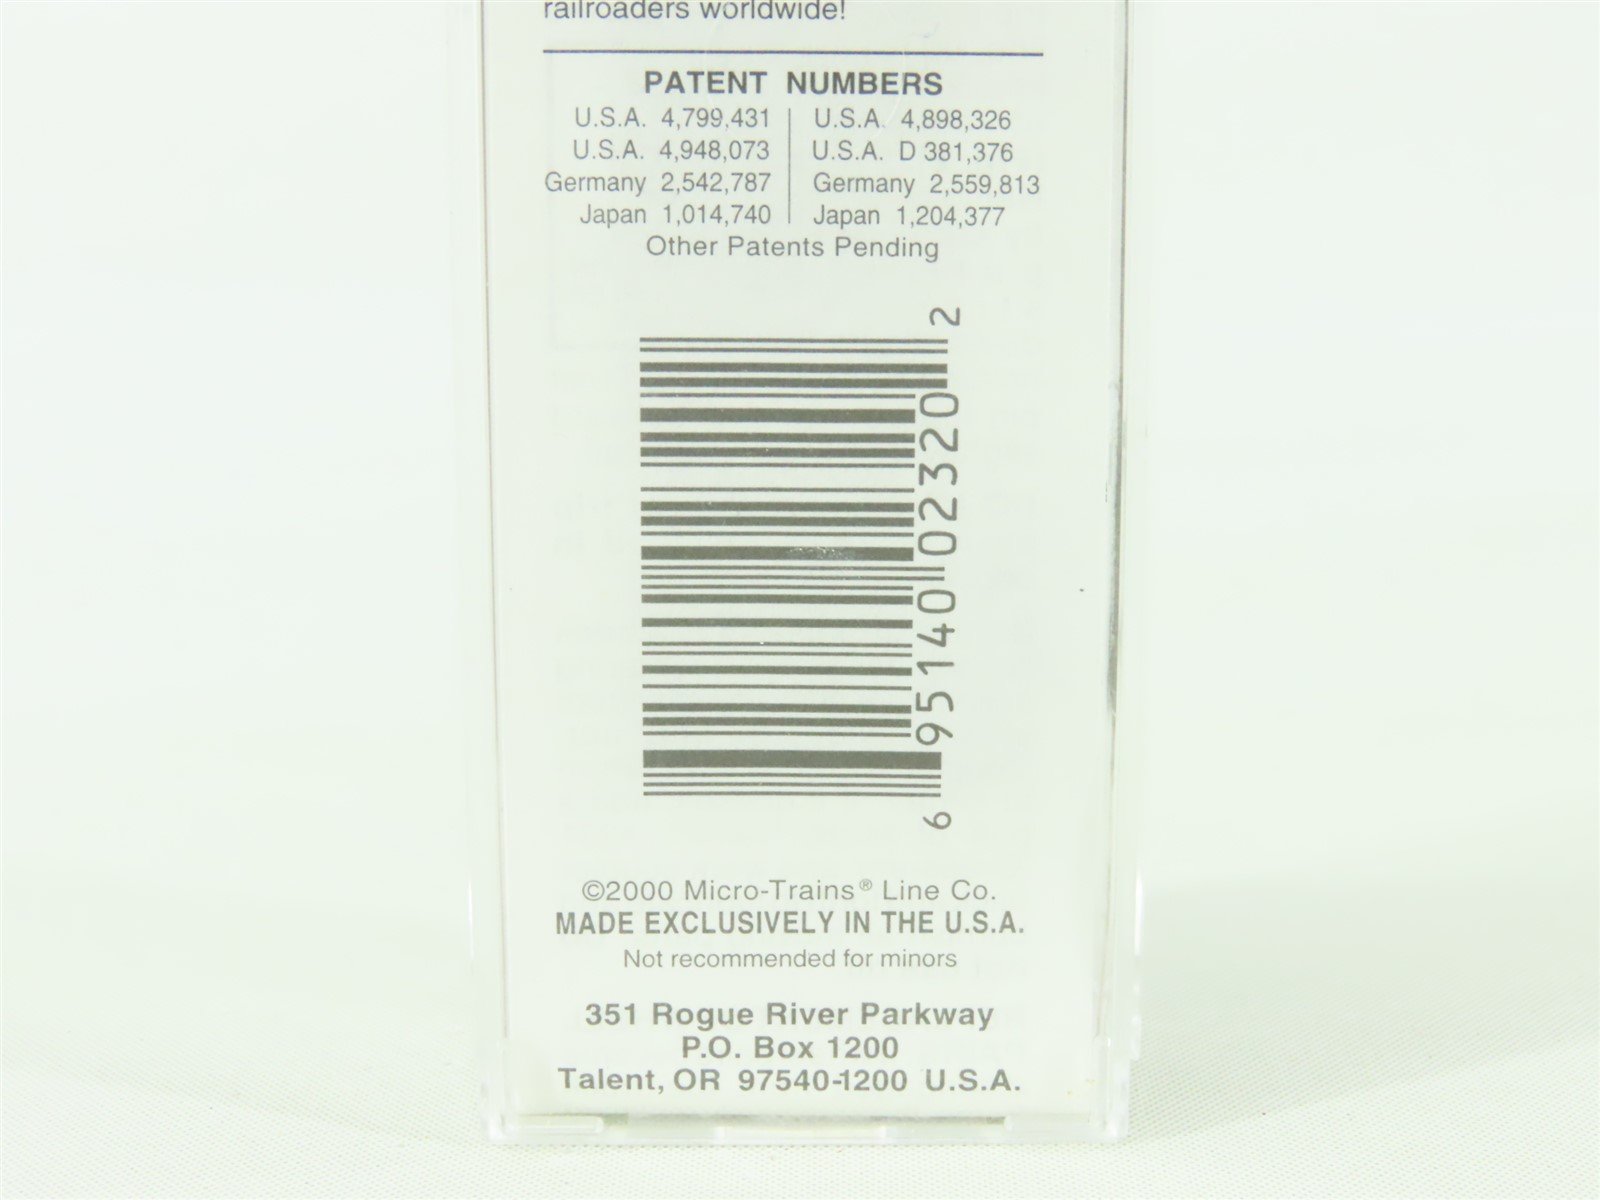 railroaders worldwide!
PATENT NUMBERS
U.S.A. 4,799,431 | U.S.A. 4,898,326
U.S.A. 4,948,073 | U.S.A. D 381,376
Germany 2,542,787 | Germany 2,559,813
Japan 1,014,740 | Japan 1,204,377
Other Patents Pending
6 95140 02320 2
©2000 Micro-Trains® Line Co.
MADE EXCLUSIVELY IN THE U.S.A.
Not recommended for minors
351 Rogue River Parkway
P.O. Box 1200
Talent, OR 97540-1200 U.S.A.